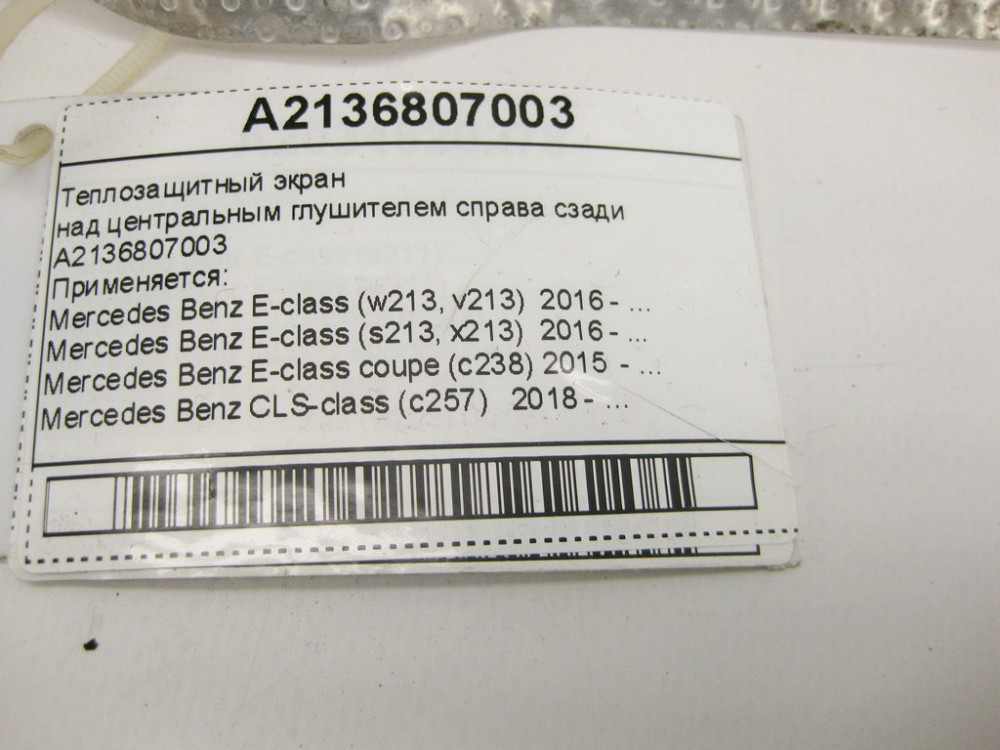 A2136807003
Теплозащитный экран
над центральным глушителем справа сзади
A2136807003
Применяется:
Mercedes Benz E-class (w213, v213) 2016- ...
Mercedes Benz E-class (s213, x213) 2016- ...
Mercedes Benz E-class coupe (c238) 2015 - ...
Mercedes Benz CLS-class (c257) 2018- ...